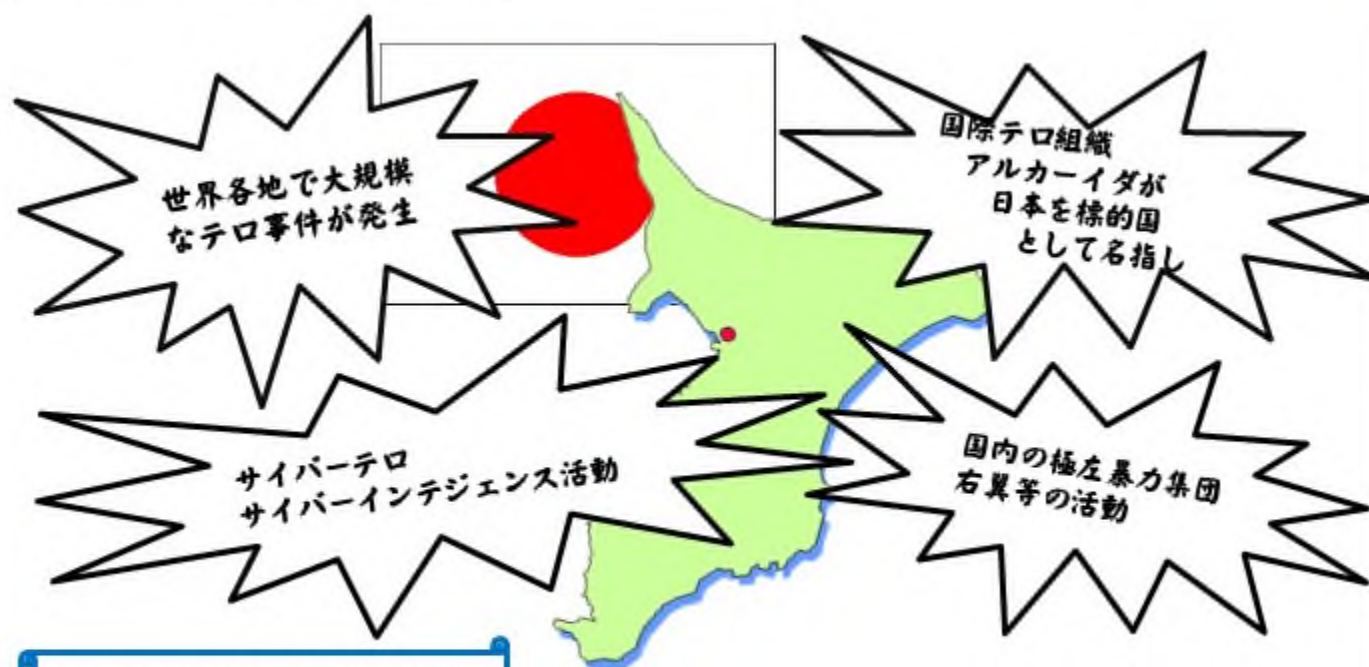 世界各地で大規模
なテロ事件が発生
国際テロ組織
アルカーイダが
日本を標的国
として名指し
サイバーテロ
サイバーインテジェンス活動
国内の極左暴力集団
右翼等の活動